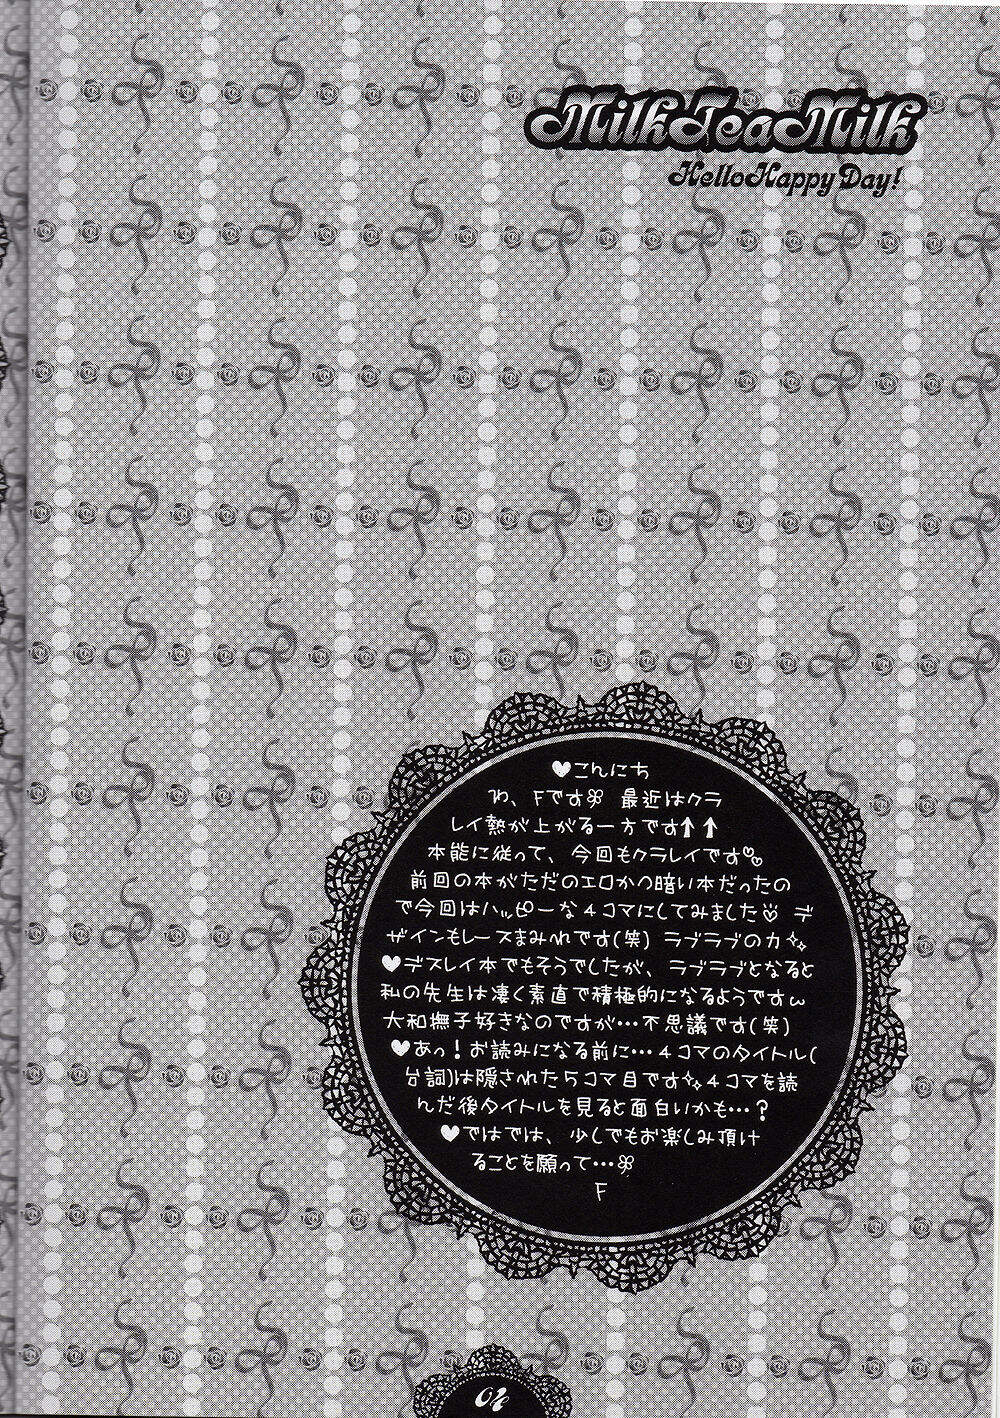 MilkTeaMilk
HelloHappyDay!
♥こんにち
わ、Fです 最近はクラ
レイ熱が上がる一方です↑↑
本能に従って、今回もクラレイです
前回の本がただのエロかつ暗い本だったの
で今回はハッピーな4コマにしてみました デ
ザインもレースまみれです(笑) ラブラブの力
♥デスレイ本でもそうでしたが、ラブラブとなると
私の先生は凄く素直で積極的になるようですω
大和撫子好きなのですが…不思議です(笑)
♥あっ!お読みになる前に…4コマのタイトル(
台詞)は隠された5コマ目です 4コマを読
んだ後タイトルを見ると面白いかも…?
♥ではでは、少しでもお楽しみ頂け
ることを願って…
F
04